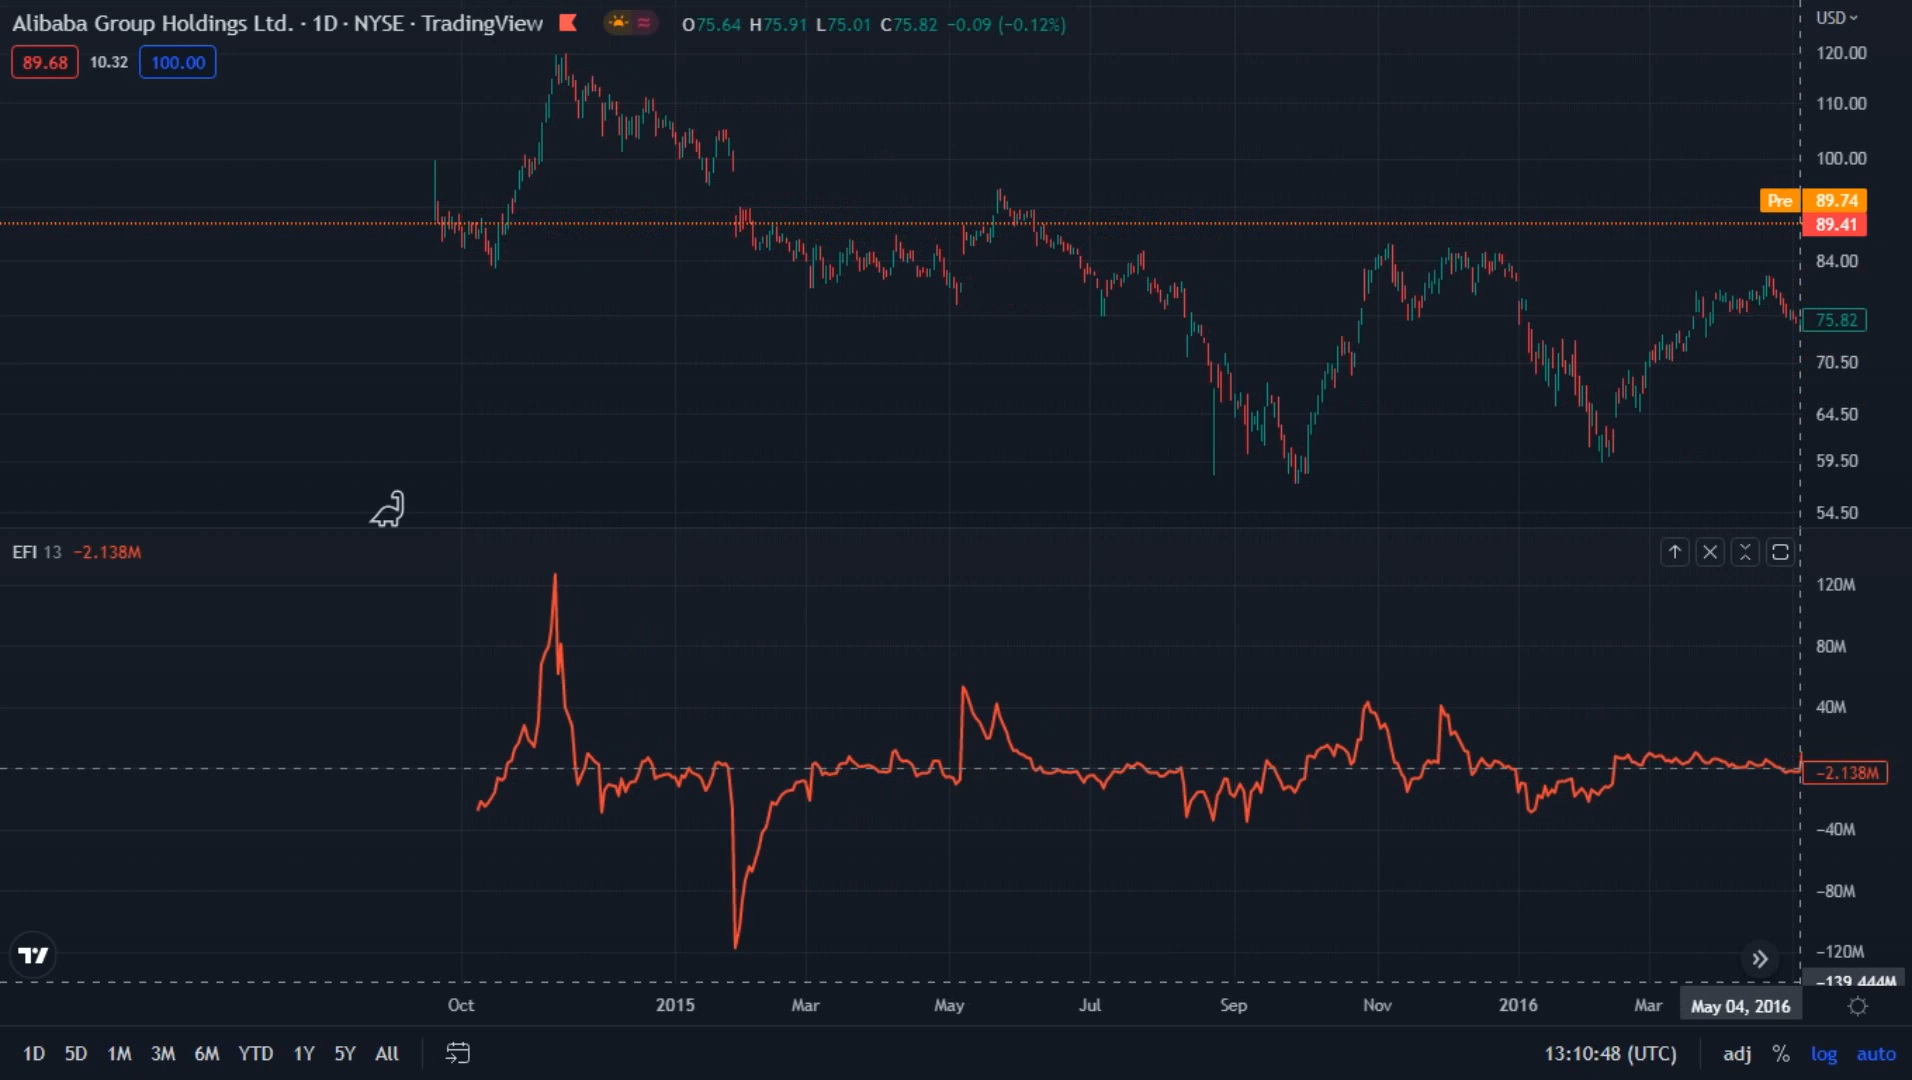 Alibaba Group Holdings Ltd. · 1D · NYSE · TradingView O75.64 H75.91 L75.01 C75.82 −0.09 (−0.12%)
USD
89.68 10.32 100.00
120.00
110.00
100.00
Pre 89.74
89.41
84.00
75.82
70.50
64.50
59.50
54.50
EFI 13 −2.138M
120M
80M
40M
−2.138M
−40M
−80M
−120M
−139.444M
Oct 2015 Mar May Jul Sep Nov 2016 Mar May 04, 2016
1D 5D 1M 3M 6M YTD 1Y 5Y All 13:10:48 (UTC) adj % log auto